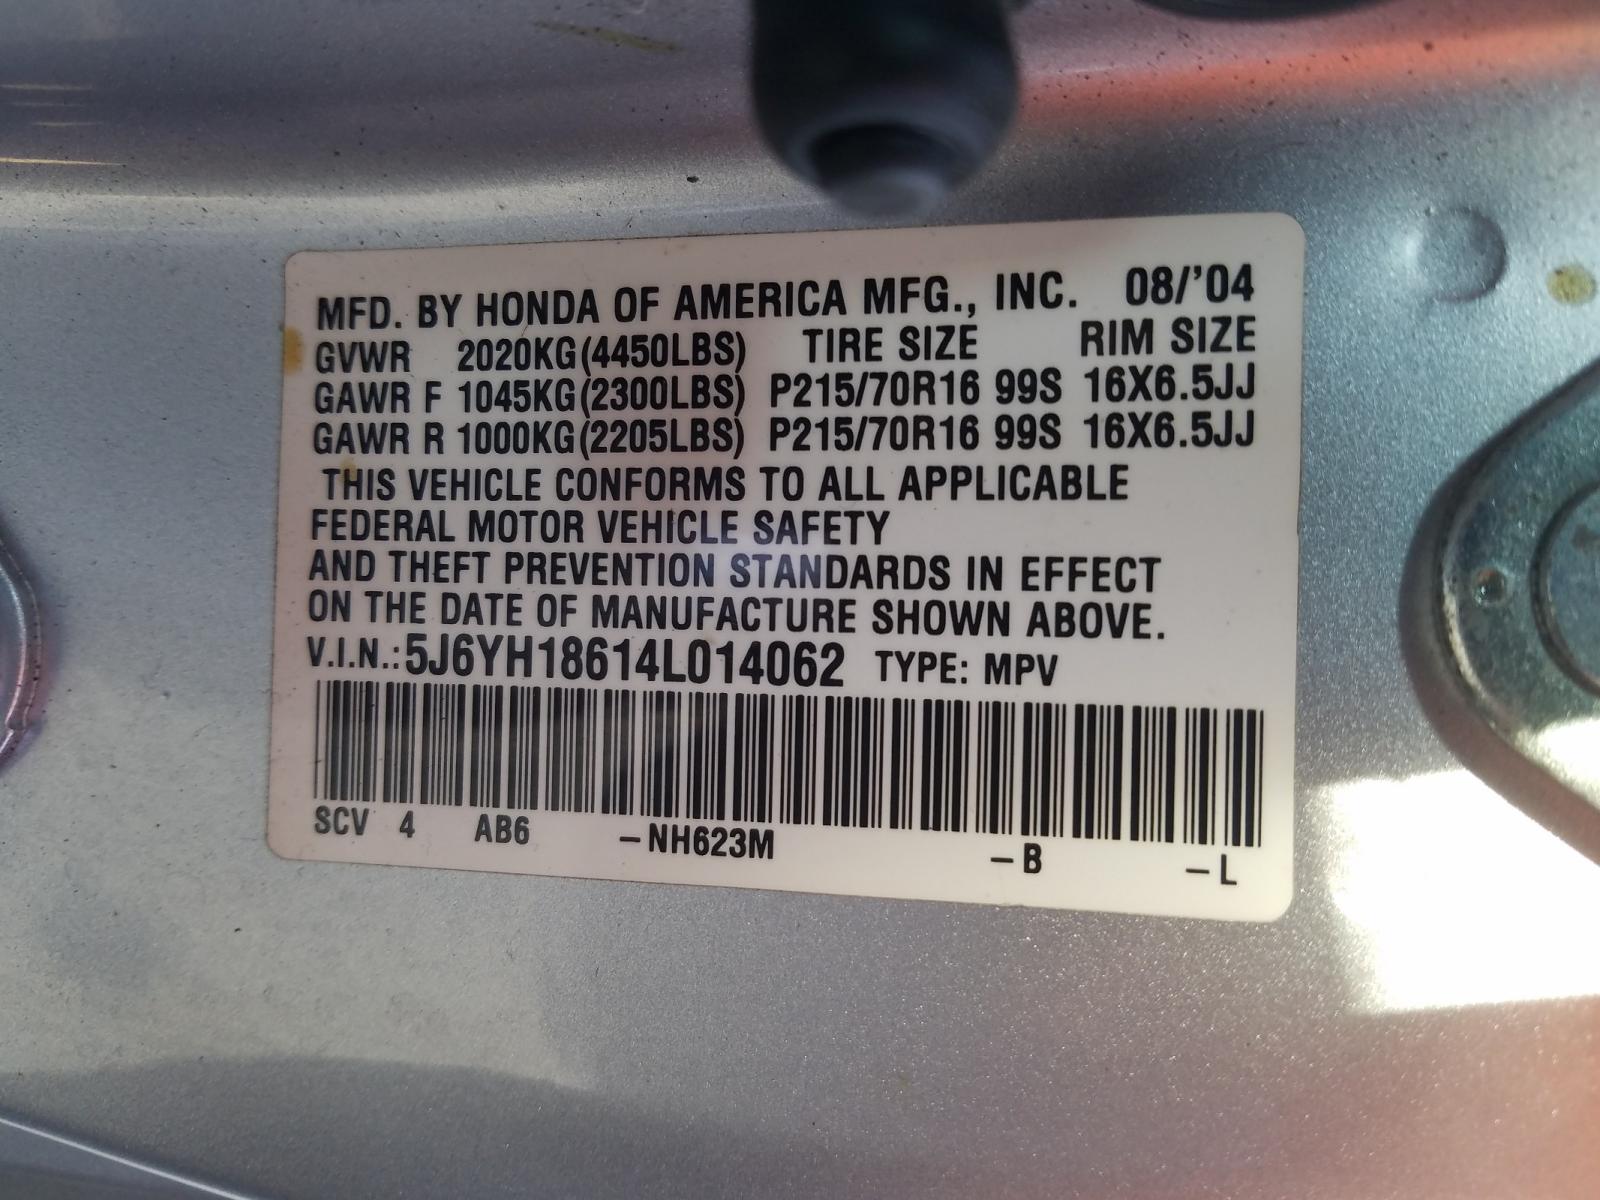 MFD. BY HONDA OF AMERICA MFG., INC. 08/'04
GVWR 2020KG(4450LBS) TIRE SIZE RIM SIZE
GAWR F 1045KG(2300LBS) P215/70R16 99S 16X6.5JJ
GAWR R 1000KG(2205LBS) P215/70R16 99S 16X6.5JJ
THIS VEHICLE CONFORMS TO ALL APPLICABLE
FEDERAL MOTOR VEHICLE SAFETY
AND THEFT PREVENTION STANDARDS IN EFFECT
ON THE DATE OF MANUFACTURE SHOWN ABOVE.
V.I.N.:5J6YH18614L014062 TYPE: MPV
SCV 4 AB6 -NH623M -B -L